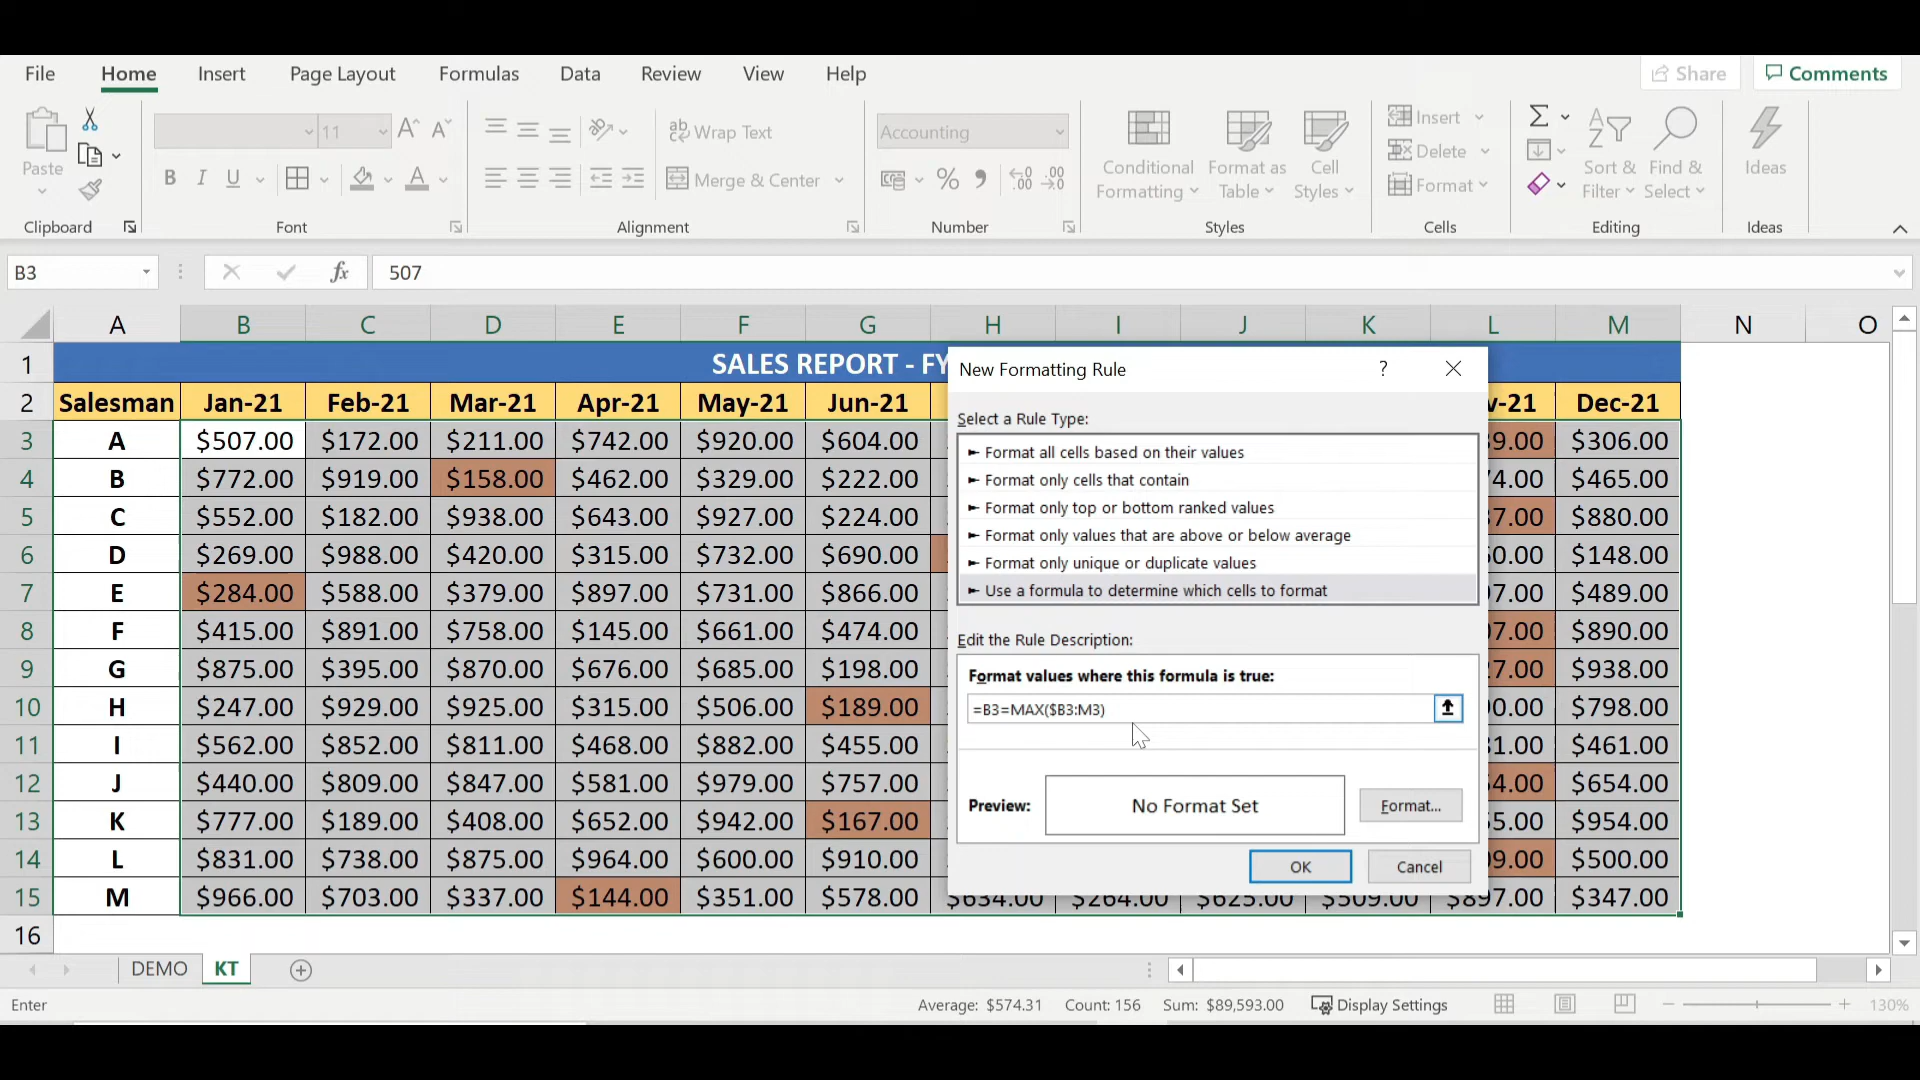 File Home Insert Page Layout Formulas Data Review View Help Share Comments
Paste 11 Wrap Text Accounting Conditional Formatting Format as Table Cell Styles Insert Delete Format Sort & Filter Find & Select Ideas
B I U Merge & Center
Clipboard Font Alignment Number Styles Cells Editing Ideas
B3 fx 507
A B C D E F G H I J K L M N O
1 SALES REPORT - FY
2 Salesman Jan-21 Feb-21 Mar-21 Apr-21 May-21 Jun-21 Dec-21
3 A $507.00 $172.00 $211.00 $742.00 $920.00 $604.00 9.00 $306.00
4 B $772.00 $919.00 $158.00 $462.00 $329.00 $222.00 4.00 $465.00
5 C $552.00 $182.00 $938.00 $643.00 $927.00 $224.00 7.00 $880.00
6 D $269.00 $988.00 $420.00 $315.00 $732.00 $690.00 0.00 $148.00
7 E $284.00 $588.00 $379.00 $897.00 $731.00 $866.00 7.00 $489.00
8 F $415.00 $891.00 $758.00 $145.00 $661.00 $474.00 7.00 $890.00
9 G $875.00 $395.00 $870.00 $676.00 $685.00 $198.00 7.00 $938.00
10 H $247.00 $929.00 $925.00 $315.00 $506.00 $189.00 0.00 $798.00
11 I $562.00 $852.00 $811.00 $468.00 $882.00 $455.00 1.00 $461.00
12 J $440.00 $809.00 $847.00 $581.00 $979.00 $757.00 4.00 $654.00
13 K $777.00 $189.00 $408.00 $652.00 $942.00 $167.00 5.00 $954.00
14 L $831.00 $738.00 $875.00 $964.00 $600.00 $910.00 9.00 $500.00
15 M $966.00 $703.00 $337.00 $144.00 $351.00 $578.00 $634.00 $264.00 $625.00 $509.00 $897.00 $347.00
16
New Formatting Rule ?
Select a Rule Type:
► Format all cells based on their values
► Format only cells that contain
► Format only top or bottom ranked values
► Format only values that are above or below average
► Format only unique or duplicate values
► Use a formula to determine which cells to format
Edit the Rule Description:
Format values where this formula is true:
=B3=MAX($B3:M3)
Preview: No Format Set Format...
OK Cancel
DEMO KT
Enter Average: $574.31 Count: 156 Sum: $89,593.00 Display Settings 130%